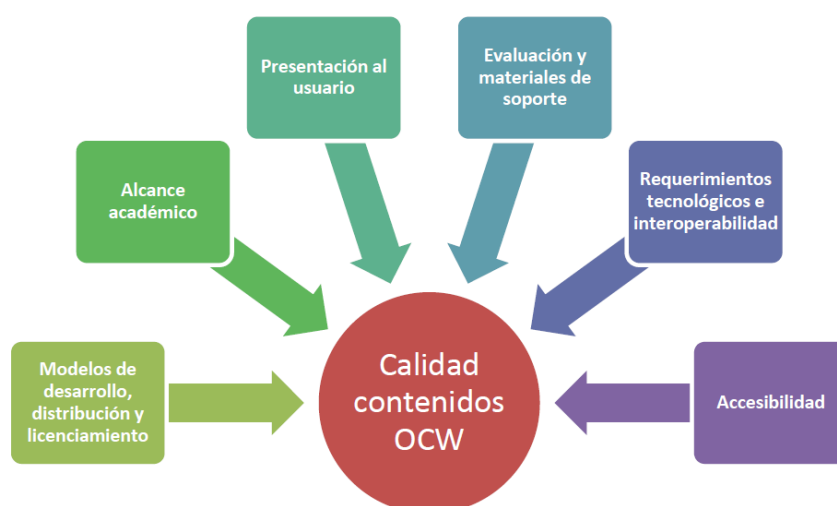 Presentación al
usuario
Evaluación y
materiales de
soporte
Alcance
académico
Requerimientos
tecnológicos e
interoperabilidad
Modelos de
desarrollo,
distribución y
licenciamiento
Calidad
contenidos
OCW
Accesibilidad